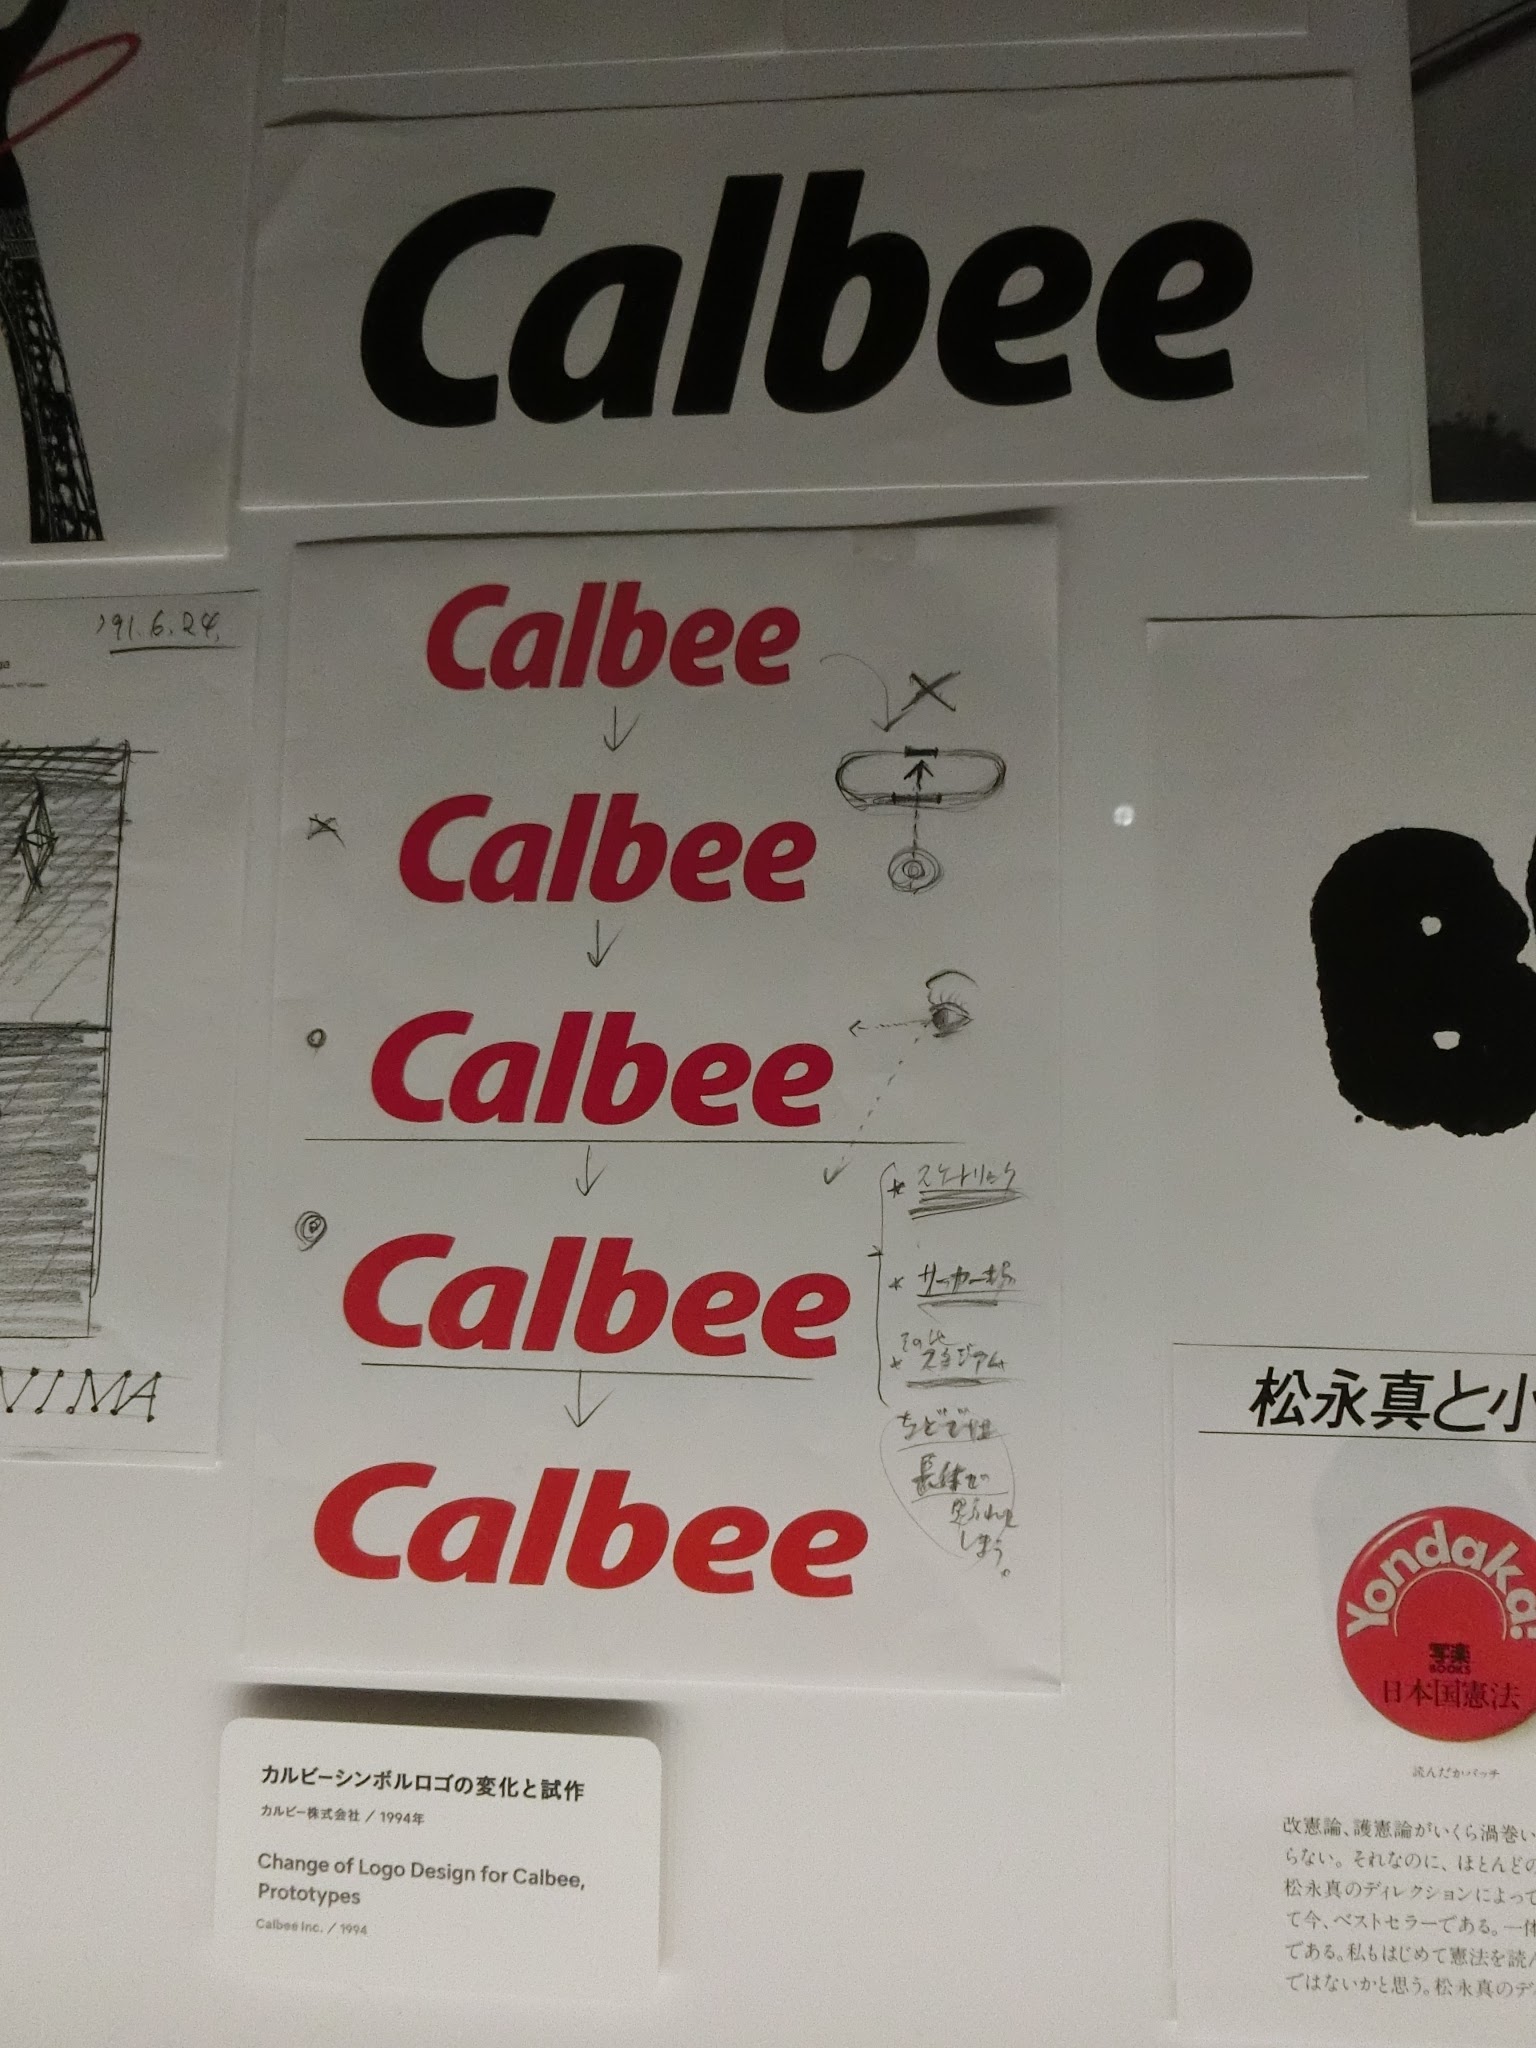 Calbee
'91.6.24.
Calbee
Calbee
Calbee
Calbee
Calbee
スケートリンク
サッカー場
その他
スタジアム
などでは
長体で
見られて
しまう。
NIMA
松永真と小
Yondaka!
写楽
BOOKS
日本国憲法
読んだかバッチ
カルビーシンボルロゴの変化と試作
カルビー株式会社 / 1994年
Change of Logo Design for Calbee,
Prototypes
Calbee Inc. / 1994
改憲論、護憲論がいくら渦巻い
らない。それなのに、ほとんどの
松永真のディレクションによって
て今、ベストセラーである。一体
である。私もはじめて憲法を読ん
ではないかと思う。松永真のデ